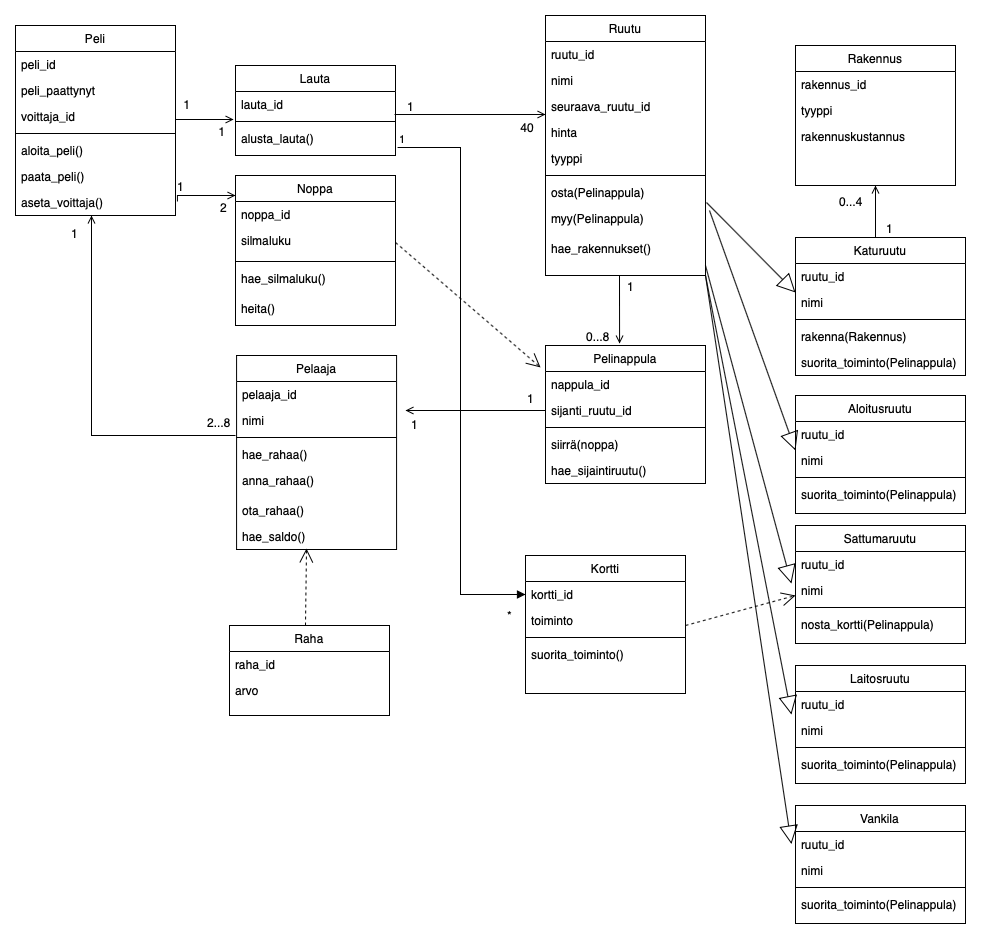 Peli
peli_id
peli_paattynyt
voittaja_id
aloita_peli()
paata_peli()
aseta_voittaja()
1
1
1
2
1
Lauta
lauta_id
alusta_lauta()
1
40
1
*
Noppa
noppa_id
silmaluku
hae_silmaluku()
heita()
Ruutu
ruutu_id
nimi
seuraava_ruutu_id
hinta
tyyppi
osta(Pelinappula)
myy(Pelinappula)
hae_rakennukset()
1
0...8
Rakennus
rakennus_id
tyyppi
rakennuskustannus
0...4
1
Katuruutu
ruutu_id
nimi
rakenna(Rakennus)
suorita_toiminto(Pelinappula)
Pelaaja
pelaaja_id
nimi
hae_rahaa()
anna_rahaa()
ota_rahaa()
hae_saldo()
2...8
1
1
Pelinappula
nappula_id
sijanti_ruutu_id
siirrä(noppa)
hae_sijaintiruutu()
Aloitusruutu
ruutu_id
nimi
suorita_toiminto(Pelinappula)
Sattumaruutu
ruutu_id
nimi
nosta_kortti(Pelinappula)
Kortti
kortti_id
toiminto
suorita_toiminto()
Raha
raha_id
arvo
Laitosruutu
ruutu_id
nimi
suorita_toiminto(Pelinappula)
Vankila
ruutu_id
nimi
suorita_toiminto(Pelinappula)